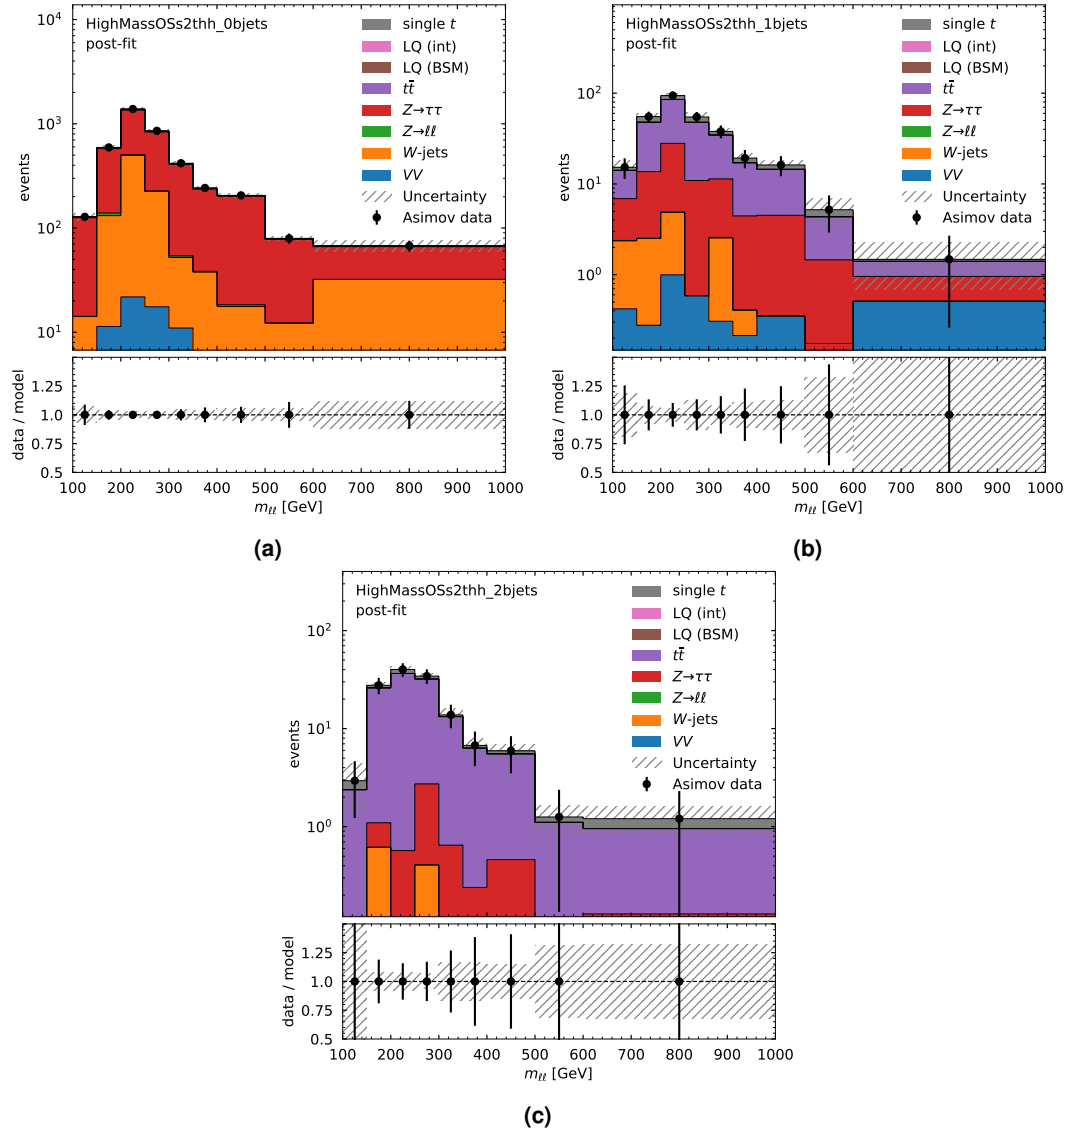 HighMassOSs2thh_0bjets
post-fit
single t
LQ (int)
LQ (BSM)
tt̄
Z→ττ
Z→ℓℓ
W-jets
VV
Uncertainty
Asimov data
events
10⁴
10³
10²
10¹
data / model
1.25
1.0
0.75
0.5
100 200 300 400 500 600 700 800 900 1000
mℓℓ [GeV]
(a)
HighMassOSs2thh_1bjets
post-fit
single t
LQ (int)
LQ (BSM)
tt̄
Z→ττ
Z→ℓℓ
W-jets
VV
Uncertainty
Asimov data
events
10²
10¹
10⁰
data / model
1.25
1.0
0.75
0.5
100 200 300 400 500 600 700 800 900 1000
mℓℓ [GeV]
(b)
HighMassOSs2thh_2bjets
post-fit
single t
LQ (int)
LQ (BSM)
tt̄
Z→ττ
Z→ℓℓ
W-jets
VV
Uncertainty
Asimov data
events
10²
10¹
10⁰
data / model
1.25
1.0
0.75
0.5
100 200 300 400 500 600 700 800 900 1000
mℓℓ [GeV]
(c)